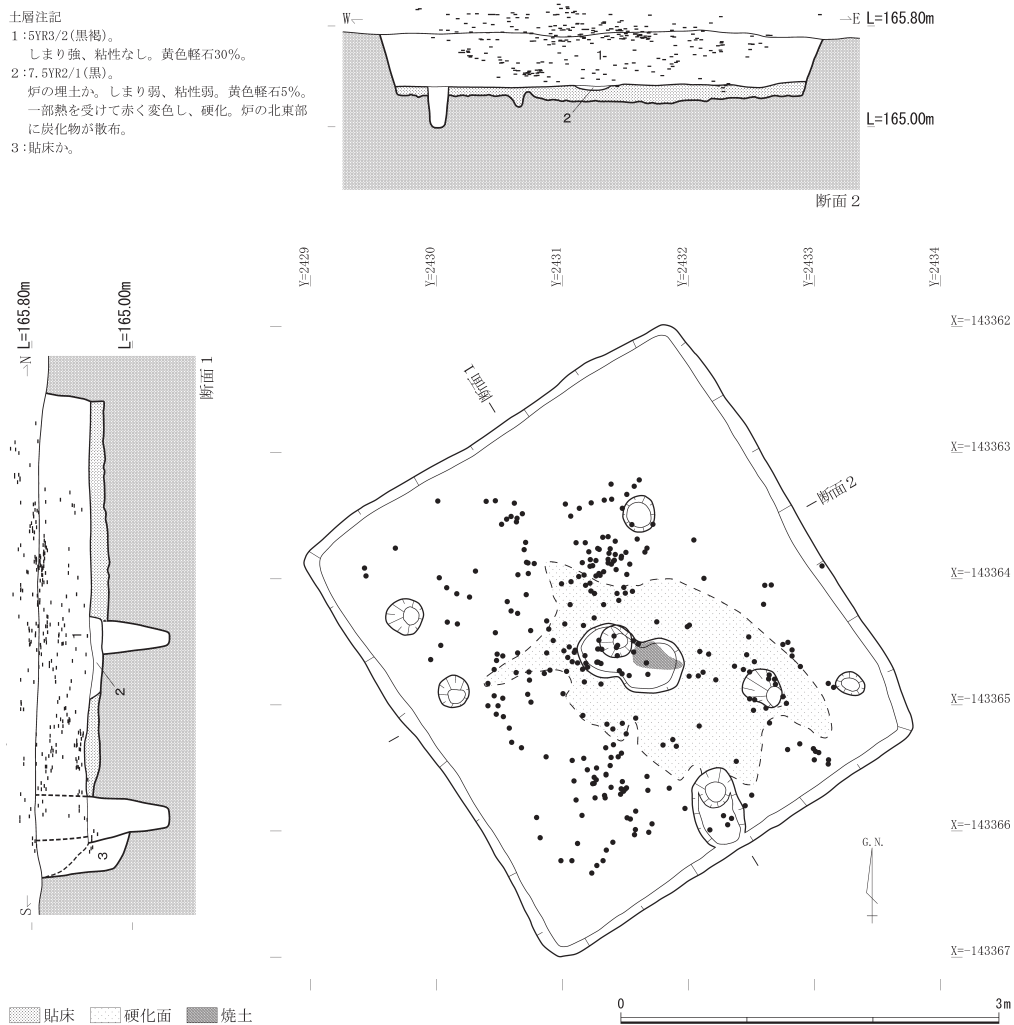 土層注記
1:5YR3/2(黒褐)。
しまり強、粘性なし。黄色軽石30%。
2:7.5YR2/1(黒)。
炉の埋土か。しまり弱、粘性弱。黄色軽石5%。
一部熱を受けて赤く変色し、硬化。炉の北東部
に炭化物が散布。
3:貼床か。
W
E L=165.80m
1
2
L=165.00m
断面2
L=165.80m
L=165.00m
N
断面1
1
2
3
S
Y=2429
Y=2430
Y=2431
Y=2432
Y=2433
Y=2434
X=-143362
X=-143363
X=-143364
X=-143365
X=-143366
X=-143367
断面1
断面2
G.N.
貼床 硬化面 焼土
0 3m